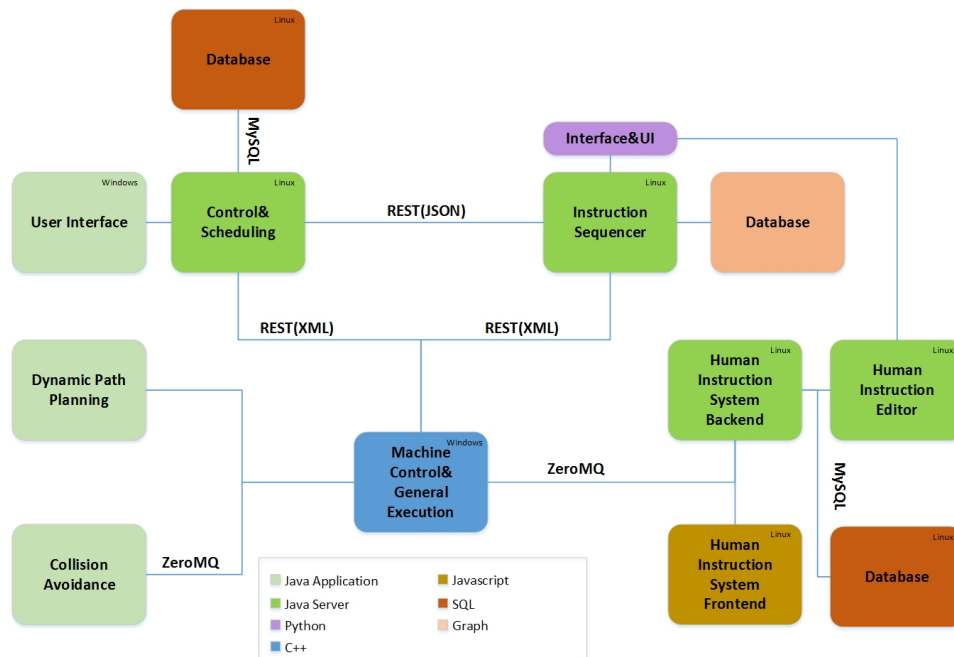 Linux
Database
MySQL
Interface&UI
Windows
User Interface
Linux
Control&
Scheduling
REST(JSON)
Linux
Instruction
Sequencer
Database
REST(XML)
REST(XML)
Dynamic Path
Planning
Linux
Human
Instruction
System
Backend
Linux
Human
Instruction
Editor
Windows
Machine
Control&
General
Execution
ZeroMQ
MySQL
Collision
Avoidance
ZeroMQ
Linux
Human
Instruction
System
Frontend
Linux
Database
Java Application
Java Server
Python
C++
Javascript
SQL
Graph